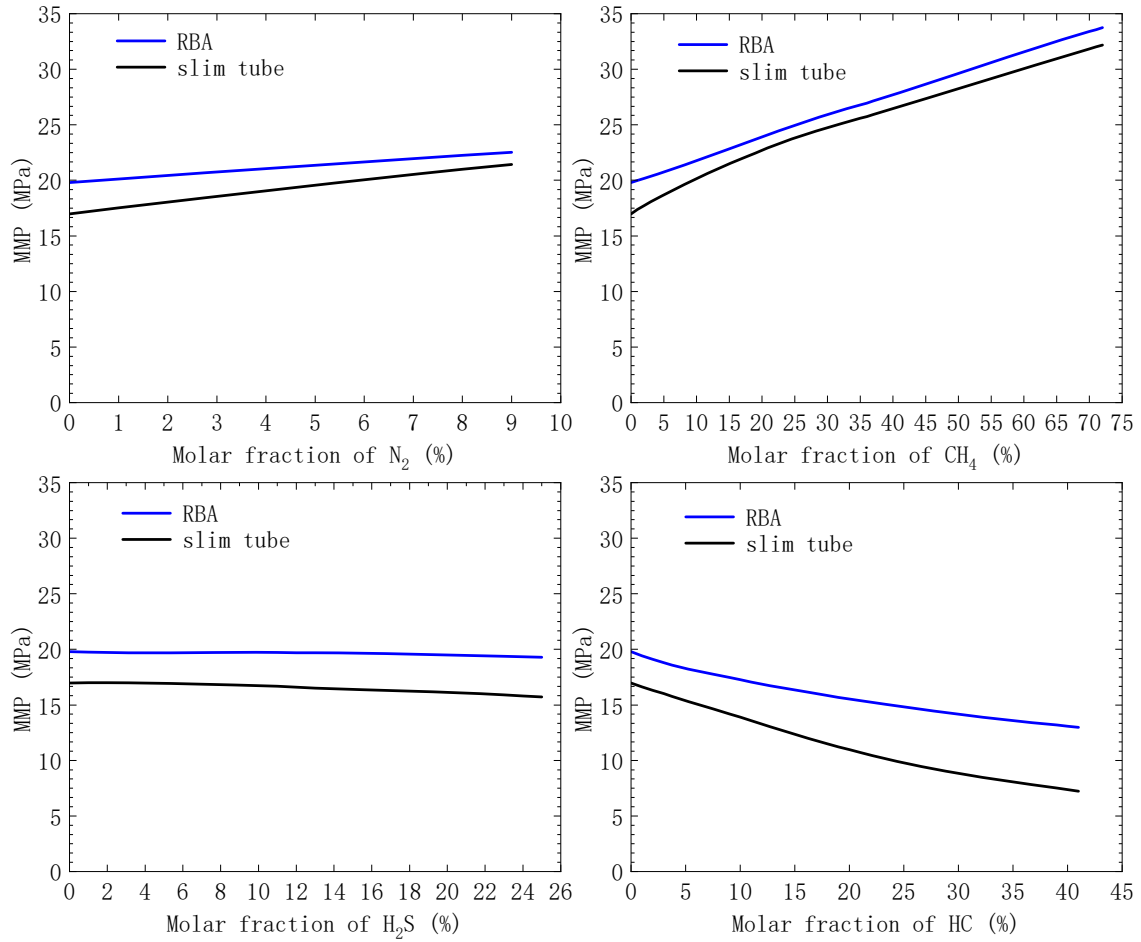 35
30
25
20
15
10
5
0
MMP (MPa)
RBA
slim tube
0 1 2 3 4 5 6 7 8 9 10
Molar fraction of N₂ (%)
35
30
25
20
15
10
5
0
MMP (MPa)
RBA
slim tube
0 5 10 15 20 25 30 35 40 45 50 55 60 65 70 75
Molar fraction of CH₄ (%)
35
30
25
20
15
10
5
0
MMP (MPa)
RBA
slim tube
0 2 4 6 8 10 12 14 16 18 20 22 24 26
Molar fraction of H₂S (%)
35
30
25
20
15
10
5
0
MMP (MPa)
RBA
slim tube
0 5 10 15 20 25 30 35 40 45
Molar fraction of HC (%)